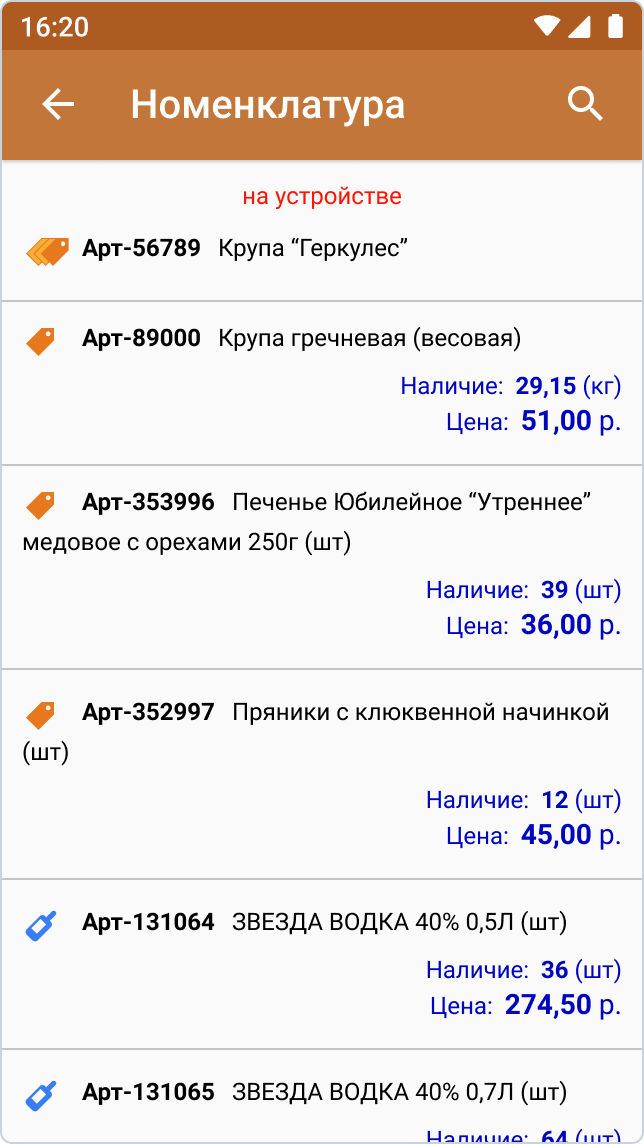 16:20
Номенклатура
на устройстве
Арт-56789 Крупа “Геркулес”
Арт-89000 Крупа гречневая (весовая)
Наличие: 29,15 (кг)
Цена: 51,00 р.
Арт-353996 Печенье Юбилейное “Утреннее”
медовое с орехами 250г (шт)
Наличие: 39 (шт)
Цена: 36,00 р.
Арт-352997 Пряники с клюквенной начинкой
(шт)
Наличие: 12 (шт)
Цена: 45,00 р.
Арт-131064 ЗВЕЗДА ВОДКА 40% 0,5Л (шт)
Наличие: 36 (шт)
Цена: 274,50 р.
Арт-131065 ЗВЕЗДА ВОДКА 40% 0,7Л (шт)
Наличие: 64 (шт)